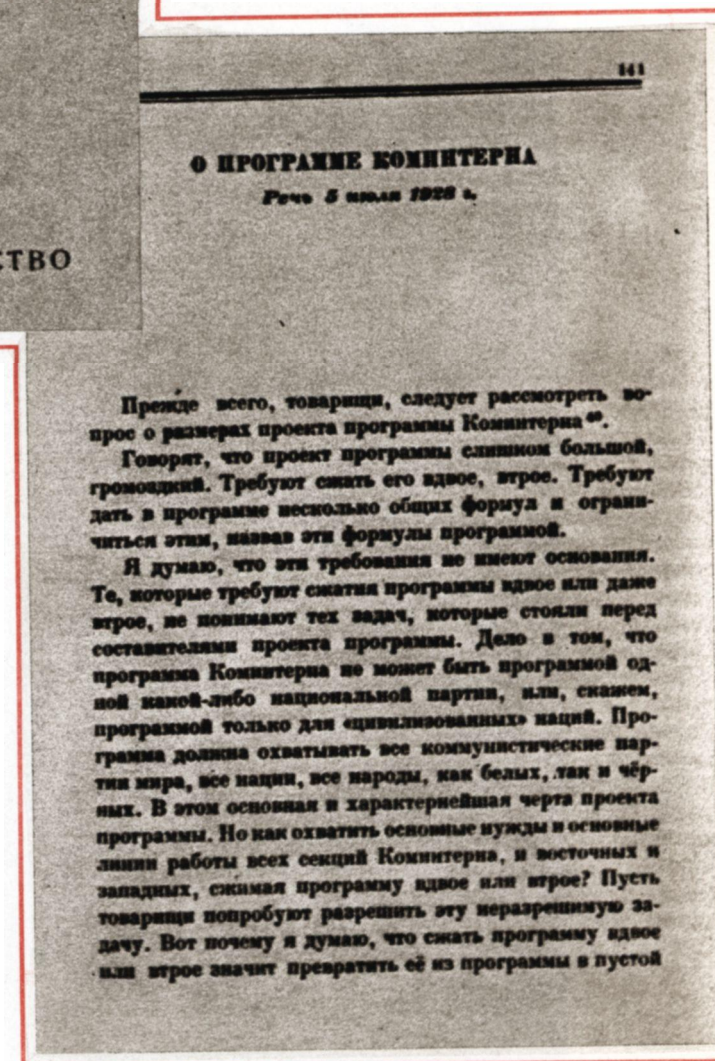 141
О ПРОГРАММЕ КОМИНТЕРНА
Речь 5 июля 1928 г.
СТВО
Прежде всего, товарищи, следует рассмотреть во-
прос о размерах проекта программы Коминтерна
Говорят, что проект программы слишком большой,
громоздкий. Требуют сжать его вдвое, втрое. Требуют
дать в программе несколько общих формул и ограни-
читься этим, назвав эти формулы программой.
Я думаю, что эти требования не имеют основания.
Те, которые требуют сжатия программы вдвое или даже
втрое, не понимают тех задач, которые стояли перед
составителями проекта программы. Дело в том, что
программа Коминтерна не может быть программой од-
ной какой-либо национальной партии, или, скажем,
программой только для «цивилизованных» наций. Про-
грамма должна охватывать все коммунистические пар-
тии мира, все нации, все народы, как белых, так и чёр-
ных. В этом основная и характернейшая черта проекта
программы. Но как охватить основные нужды и основные
линии работы всех секций Коминтерна, и восточных и
западных, сжимая программу вдвое или втрое? Пусть
товарищи попробуют разрешить эту неразрешимую за-
дачу. Вот почему я думаю, что сжать программу вдвое
или втрое значит превратить её из программы в пустой